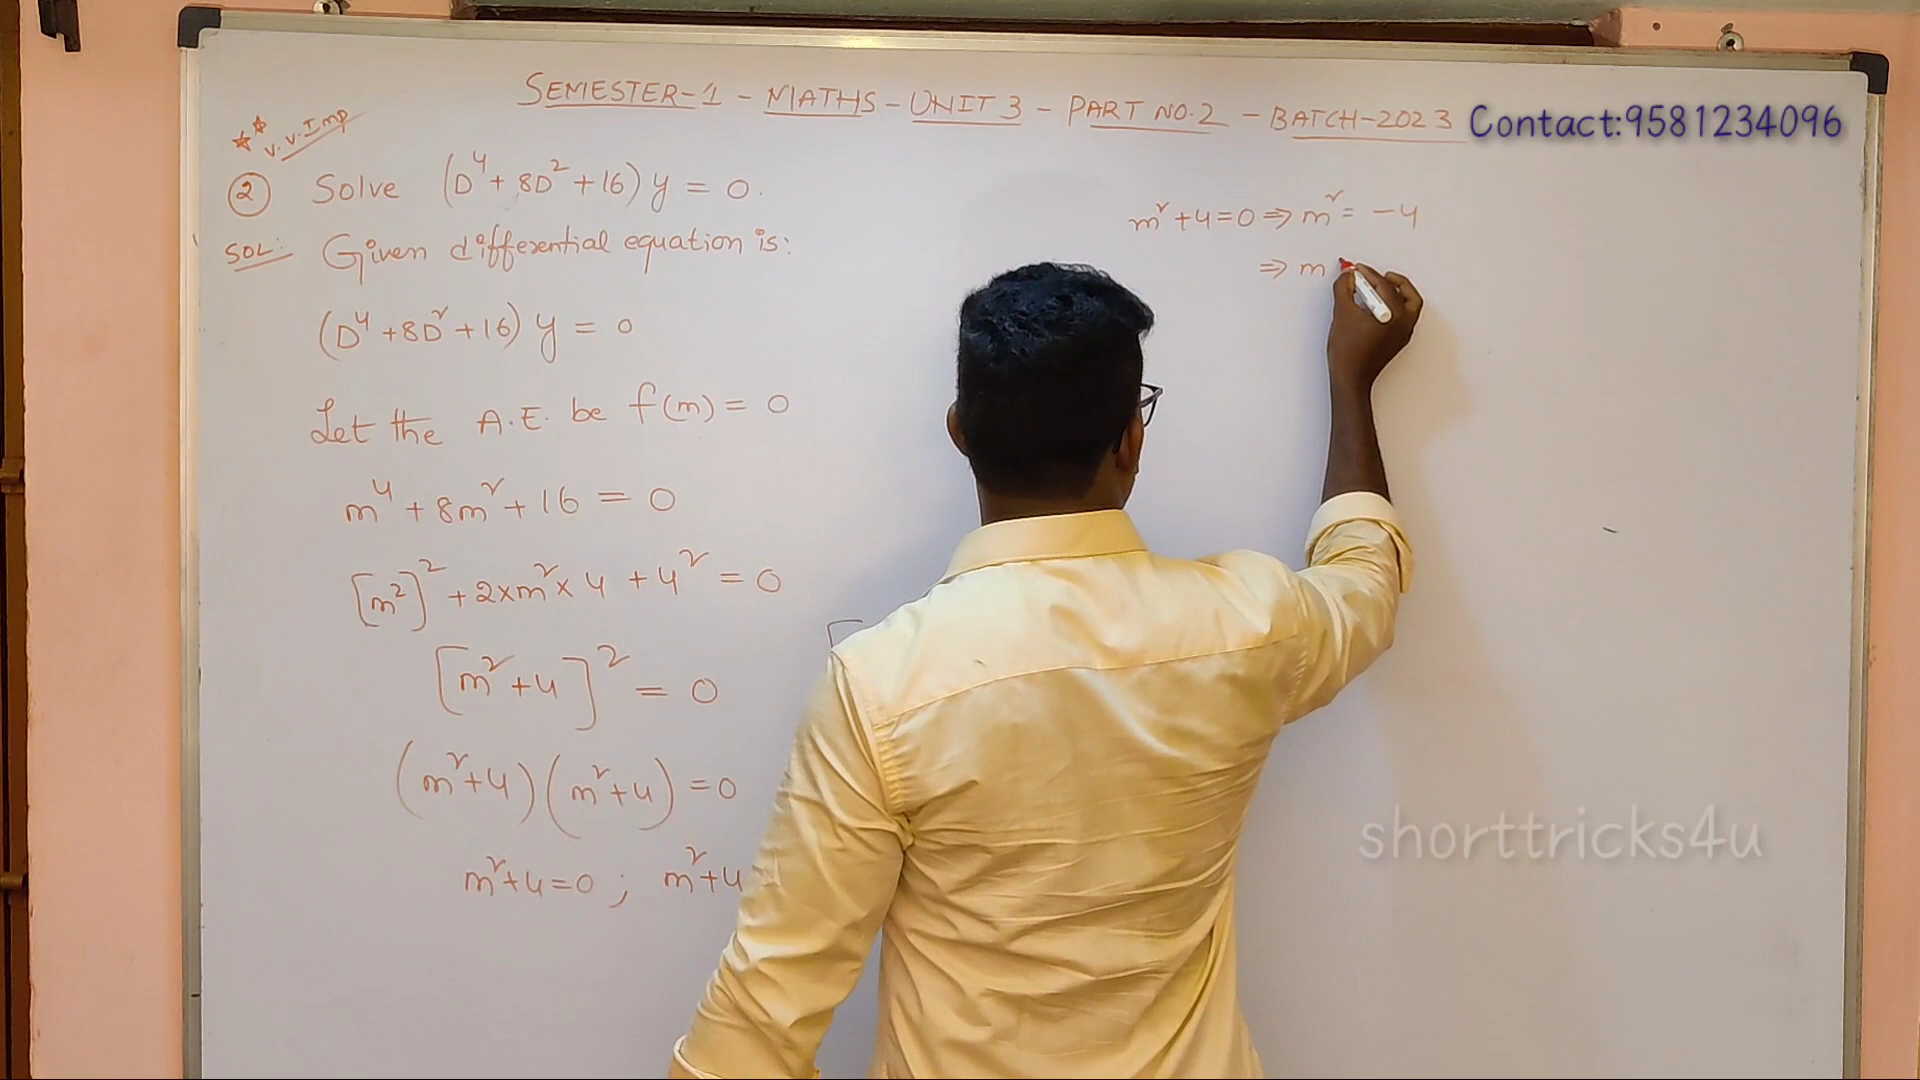 SEMESTER-1 - MATHS - UNIT 3 - PART NO.2 - BATCH-2023
Contact:9581234096
v.v.Imp
② Solve (D⁴ + 8D² + 16) y = 0.
SOL: Given differential equation is:
(D⁴ + 8D² + 16) y = 0
Let the A.E. be f(m) = 0
m⁴ + 8m² + 16 = 0
[m²]² + 2×m²×4 + 4² = 0
[m²+4]² = 0
(m²+4)(m²+4) = 0
m²+4=0 ; m²+4
m²+4=0 ⇒ m² = -4
⇒ m
shorttricks4u